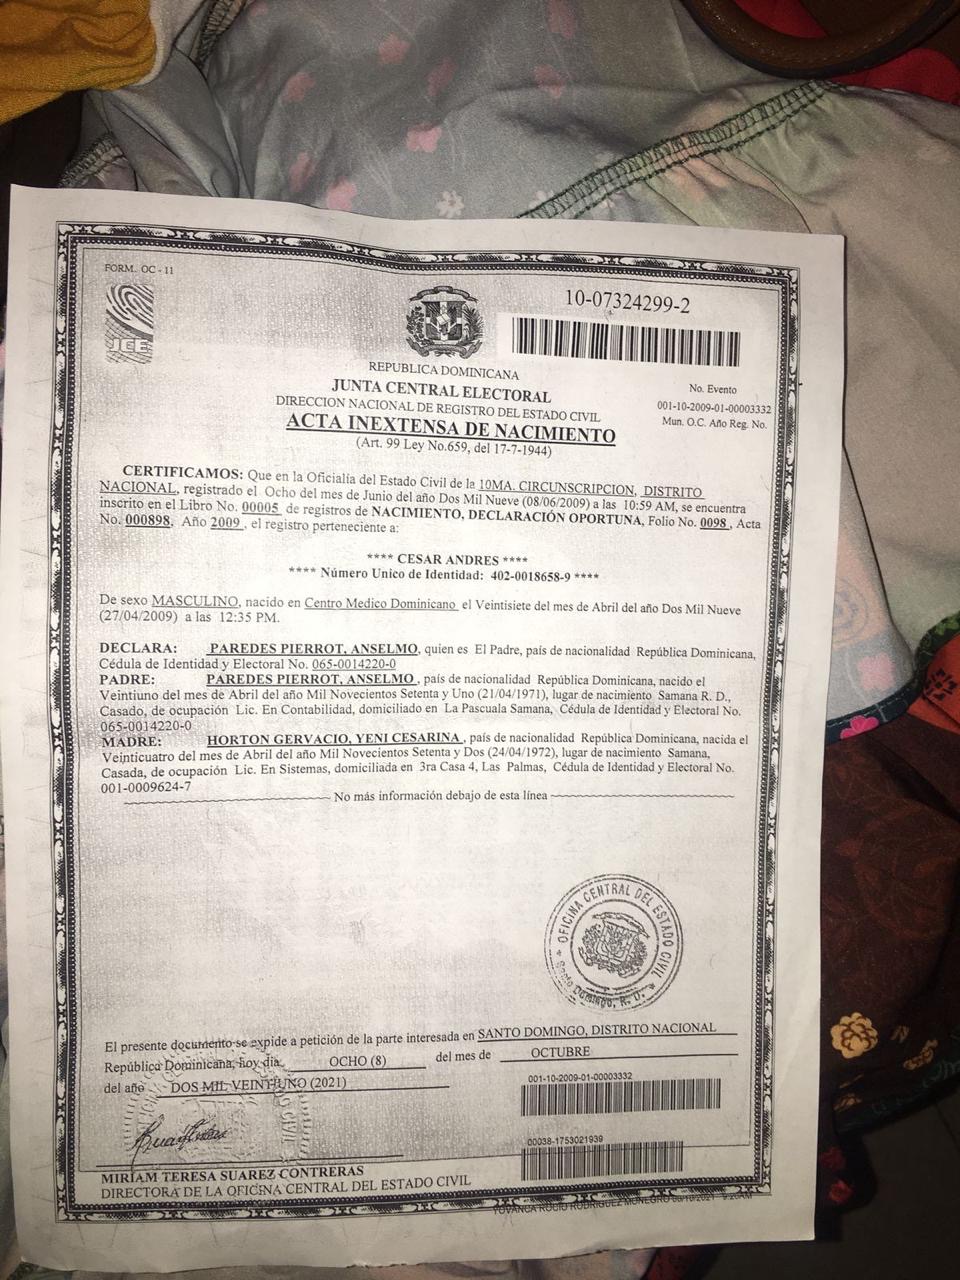 FORM. OC - 11
JCE
10-07324299-2
REPUBLICA DOMINICANA
JUNTA CENTRAL ELECTORAL
DIRECCION NACIONAL DE REGISTRO DEL ESTADO CIVIL
ACTA INEXTENSA DE NACIMIENTO
(Art. 99 Ley No.659, del 17-7-1944)
No. Evento
001-10-2009-01-00003332
Mun. O.C. Año Reg. No.
CERTIFICAMOS: Que en la Oficialía del Estado Civil de la 10MA. CIRCUNSCRIPCION, DISTRITO
NACIONAL, registrado el Ocho del mes de Junio del año Dos Mil Nueve (08/06/2009) a las 10:59 AM, se encuentra
inscrito en el Libro No. 00005 de registros de NACIMIENTO, DECLARACIÓN OPORTUNA, Folio No. 0098, Acta
No. 000898, Año 2009, el registro perteneciente a:
**** CESAR ANDRES ****
**** Número Unico de Identidad: 402-0018658-9 ****
De sexo MASCULINO, nacido en Centro Medico Dominicano el Veintisiete del mes de Abril del año Dos Mil Nueve
(27/04/2009) a las 12:35 PM.
DECLARA: PAREDES PIERROT, ANSELMO, quien es El Padre, país de nacionalidad República Dominicana,
Cédula de Identidad y Electoral No. 065-0014220-0
PADRE: PAREDES PIERROT, ANSELMO, país de nacionalidad República Dominicana, nacido el
Veintiuno del mes de Abril del año Mil Novecientos Setenta y Uno (21/04/1971), lugar de nacimiento Samana R. D.,
Casado, de ocupación Lic. En Contabilidad, domiciliado en La Pascuala Samana, Cédula de Identidad y Electoral No.
065-0014220-0
MADRE: HORTON GERVACIO, YENI CESARINA, país de nacionalidad República Dominicana, nacida el
Veinticuatro del mes de Abril del año Mil Novecientos Setenta y Dos (24/04/1972), lugar de nacimiento Samana,
Casada, de ocupación Lic. En Sistemas, domiciliada en 3ra Casa 4, Las Palmas, Cédula de Identidad y Electoral No.
001-0009624-7
No más información debajo de esta línea
OFICINA CENTRAL DEL ESTADO CIVIL
Santo Domingo, R. D.
El presente documento se expide a petición de la parte interesada en SANTO DOMINGO, DISTRITO NACIONAL
República Dominicana, hoy día OCHO (8) del mes de OCTUBRE
del año DOS MIL VEINTIUNO (2021)
001-10-2009-01-00003332
00038-1753021939
MIRIAM TERESA SUAREZ CONTRERAS
DIRECTORA DE LA OFICINA CENTRAL DEL ESTADO CIVIL